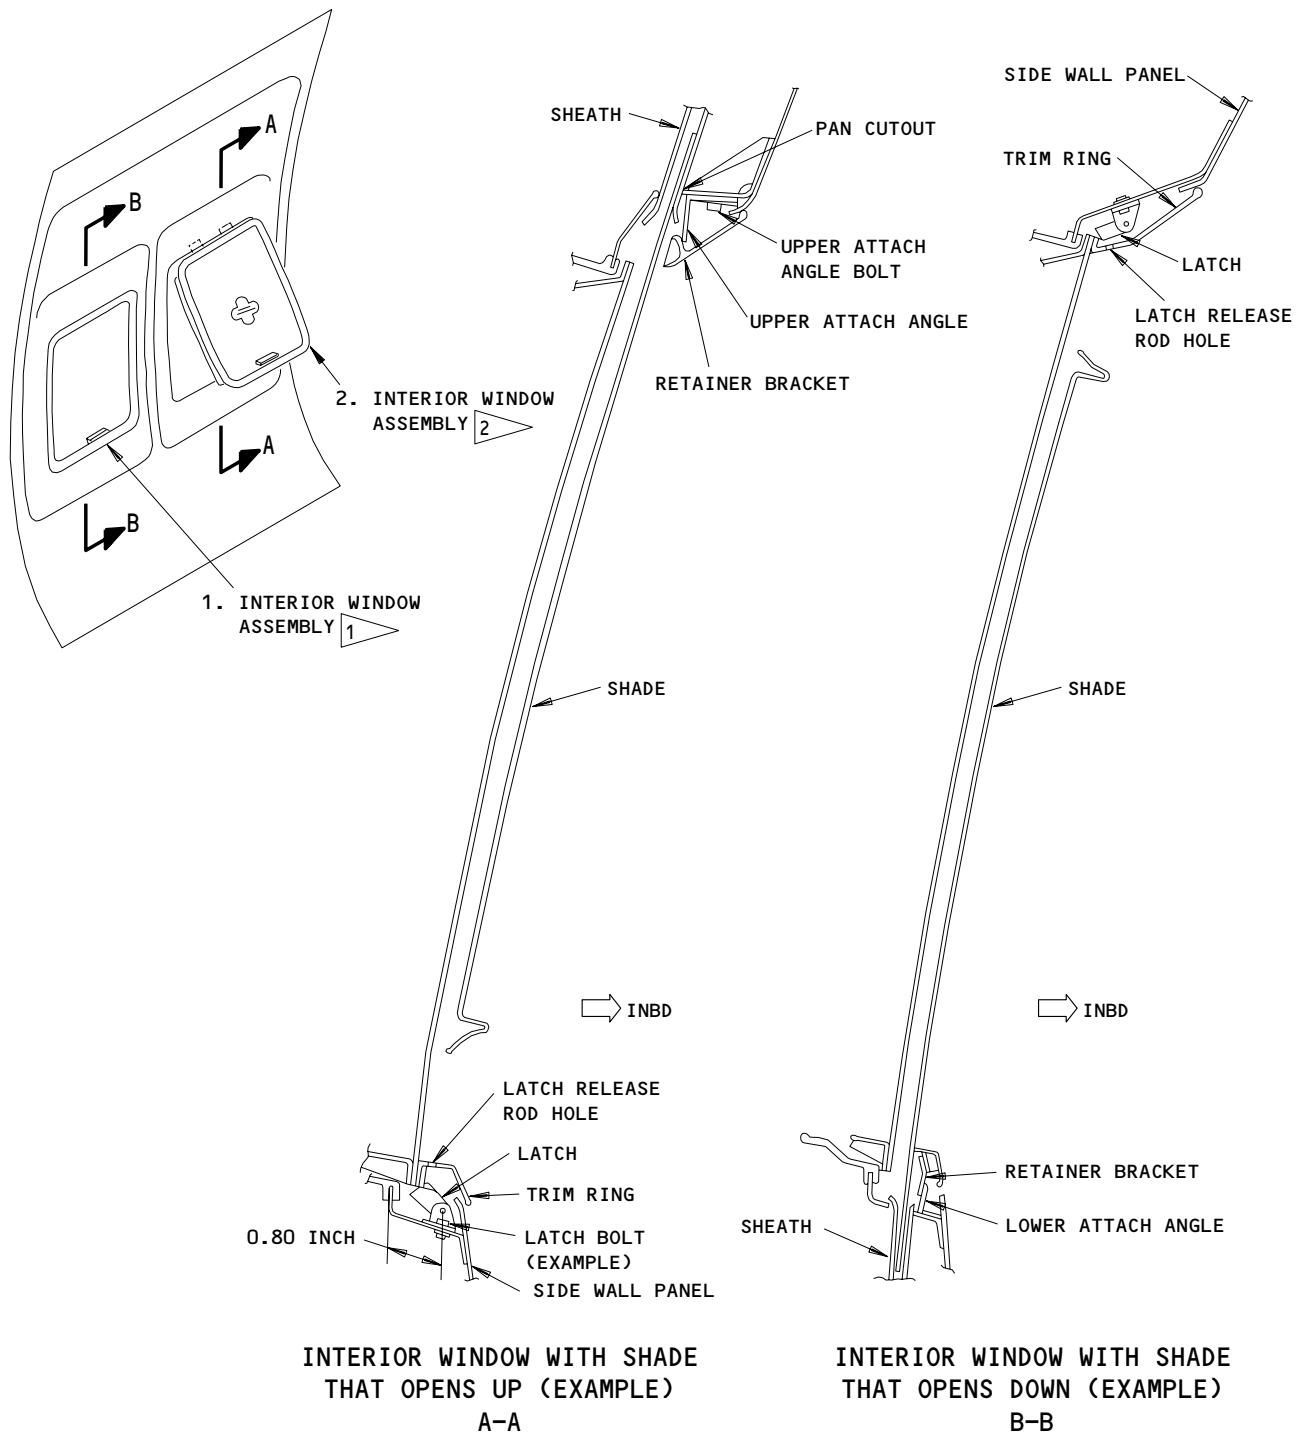 A
B
B
A
2. INTERIOR WINDOW
ASSEMBLY 2
1. INTERIOR WINDOW
ASSEMBLY 1
SHEATH
PAN CUTOUT
UPPER ATTACH
ANGLE BOLT
UPPER ATTACH ANGLE
RETAINER BRACKET
SHADE
INBD
LATCH RELEASE
ROD HOLE
LATCH
TRIM RING
0.80 INCH
LATCH BOLT
(EXAMPLE)
SIDE WALL PANEL
INTERIOR WINDOW WITH SHADE
THAT OPENS UP (EXAMPLE)
A-A
SIDE WALL PANEL
TRIM RING
LATCH
LATCH RELEASE
ROD HOLE
SHADE
INBD
RETAINER BRACKET
LOWER ATTACH ANGLE
SHEATH
INTERIOR WINDOW WITH SHADE
THAT OPENS DOWN (EXAMPLE)
B-B